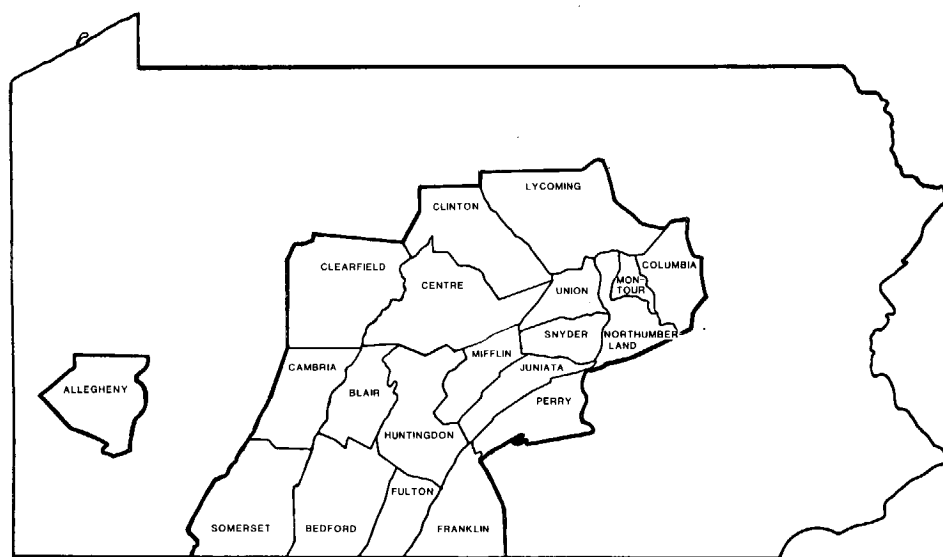 LYCOMING
CLINTON
CLEARFIELD
CENTRE
COLUMBIA
MON-
TOUR
UNION
SNYDER
NORTHUMBER
LAND
MIFFLIN
CAMBRIA
JUNIATA
ALLEGHENY
BLAIR
PERRY
HUNTINGDON
FULTON
SOMERSET
BEDFORD
FRANKLIN